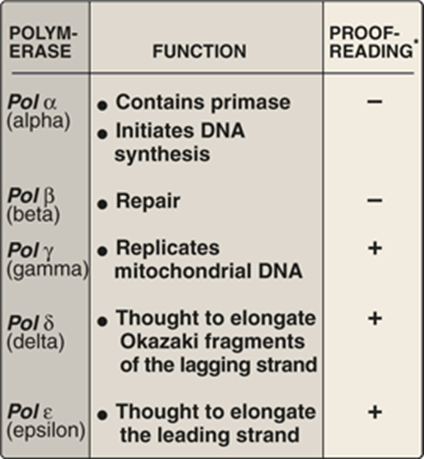 POLYM-
ERASE
FUNCTION
PROOF-
READING*
Pol α
(alpha)
• Contains primase
• Initiates DNA
synthesis
–
Pol β
(beta)
• Repair
–
Pol γ
(gamma)
• Replicates
mitochondrial DNA
+
Pol δ
(delta)
• Thought to elongate
Okazaki fragments
of the lagging strand
+
Pol ε
(epsilon)
• Thought to elongate
the leading strand
+